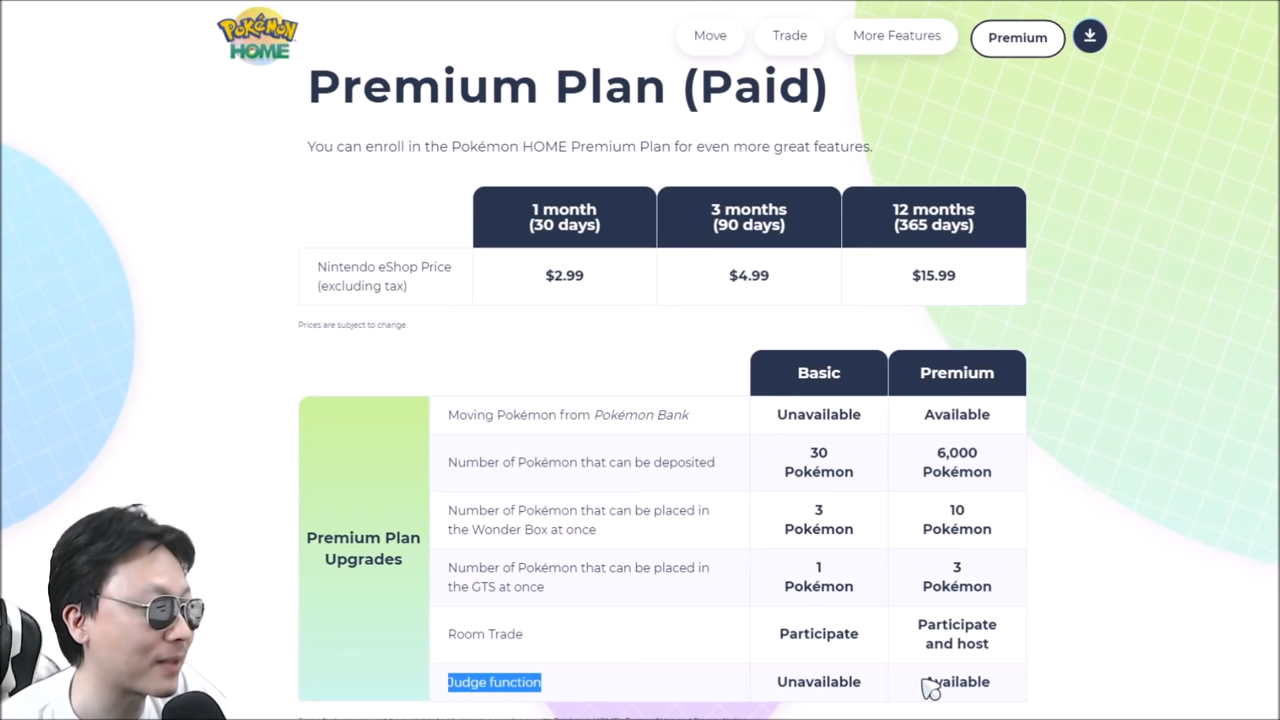 POKéMON
HOME
Move
Trade
More Features
Premium
Premium Plan (Paid)
You can enroll in the Pokémon HOME Premium Plan for even more great features.
1 month
(30 days)
3 months
(90 days)
12 months
(365 days)
Nintendo eShop Price
(excluding tax)
$2.99
$4.99
$15.99
Prices are subject to change
Basic
Premium
Premium Plan
Upgrades
Moving Pokémon from Pokémon Bank
Unavailable
Available
Number of Pokémon that can be deposited
30
Pokémon
6,000
Pokémon
Number of Pokémon that can be placed in
the Wonder Box at once
3
Pokémon
10
Pokémon
Number of Pokémon that can be placed in
the GTS at once
1
Pokémon
3
Pokémon
Room Trade
Participate
Participate
and host
Judge function
Unavailable
Available